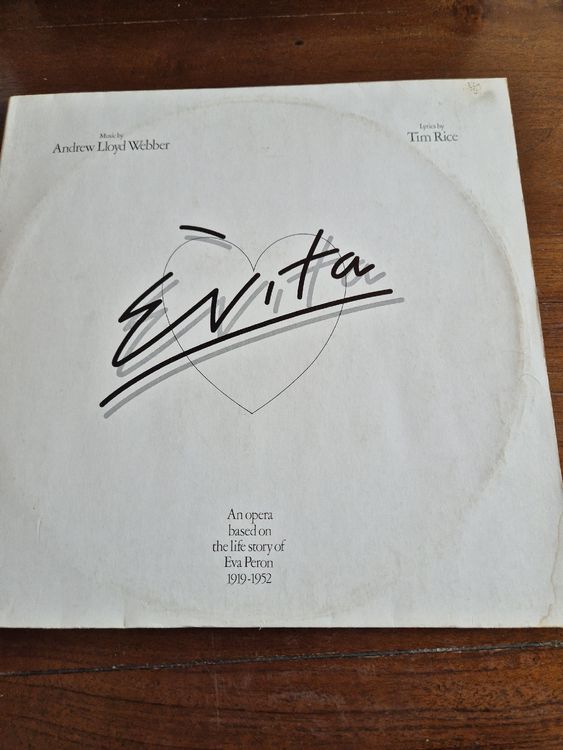 Music by
Andrew Lloyd Webber
Lyrics by
Tim Rice
Evita
An opera
based on
the life story of
Eva Peron
1919-1952